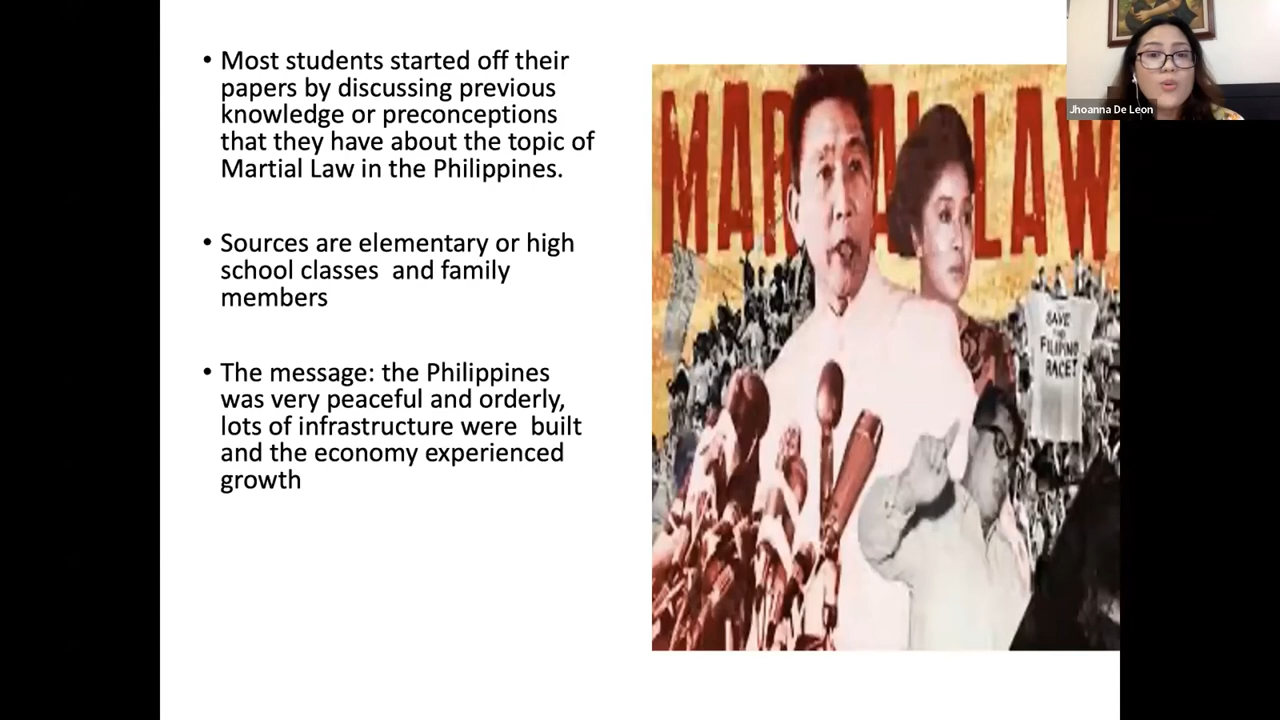 • Most students started off their
papers by discussing previous
knowledge or preconceptions
that they have about the topic of
Martial Law in the Philippines.
• Sources are elementary or high
school classes  and family
members
• The message: the Philippines
was very peaceful and orderly,
lots of infrastructure were  built
and the economy experienced
growth
MARTIAL LAW
SAVE
FILIPINO
RACE!
Jhoanna De Leon